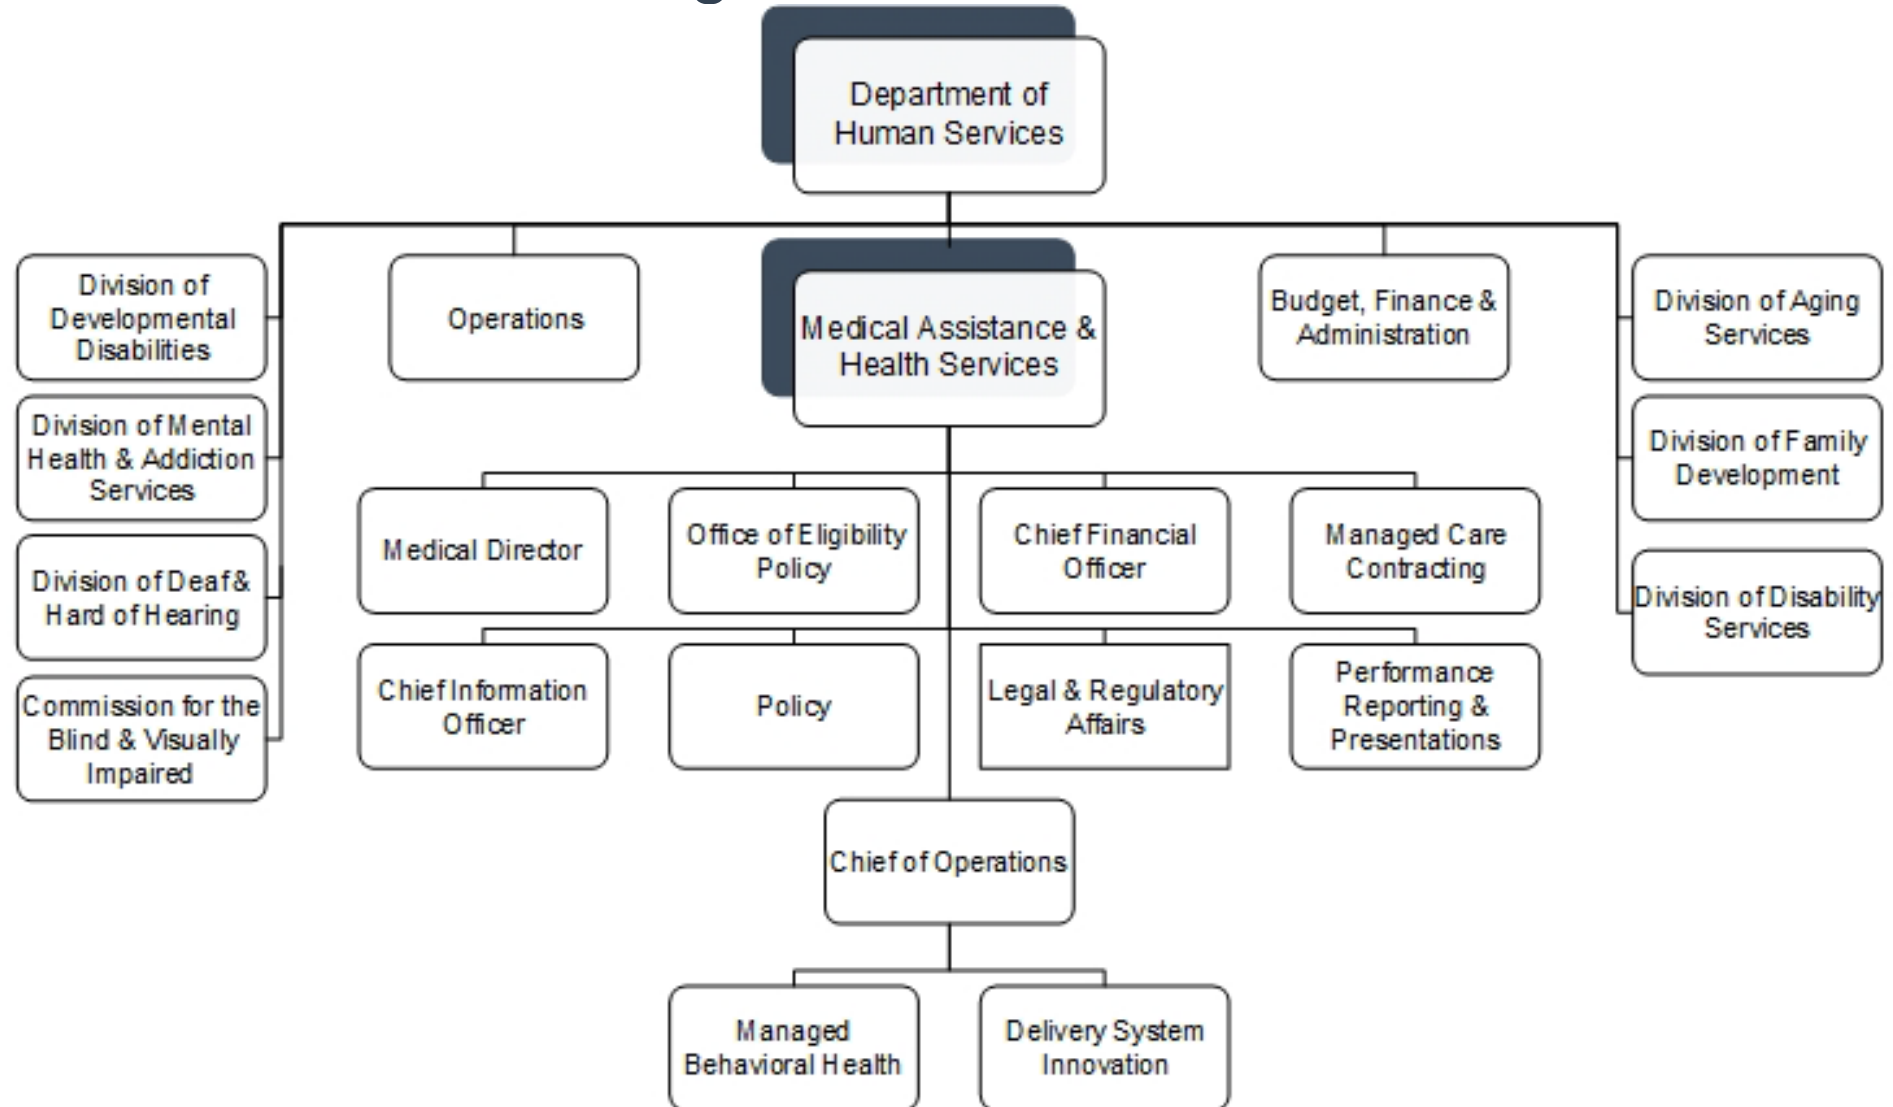 Department of
Human Services
Division of
Developmental
Disabilities
Operations
Medical Assistance &
Health Services
Budget, Finance &
Administration
Division of Aging
Services
Division of Mental
Health & Addiction
Services
Division of Family
Development
Medical Director
Office of Eligibility
Policy
Chief Financial
Officer
Managed Care
Contracting
Division of Deaf &
Hard of Hearing
Division of Disability
Services
Chief Information
Officer
Policy
Legal & Regulatory
Affairs
Performance
Reporting &
Presentations
Commission for the
Blind & Visually
Impaired
Chief of Operations
Managed
Behavioral Health
Delivery System
Innovation